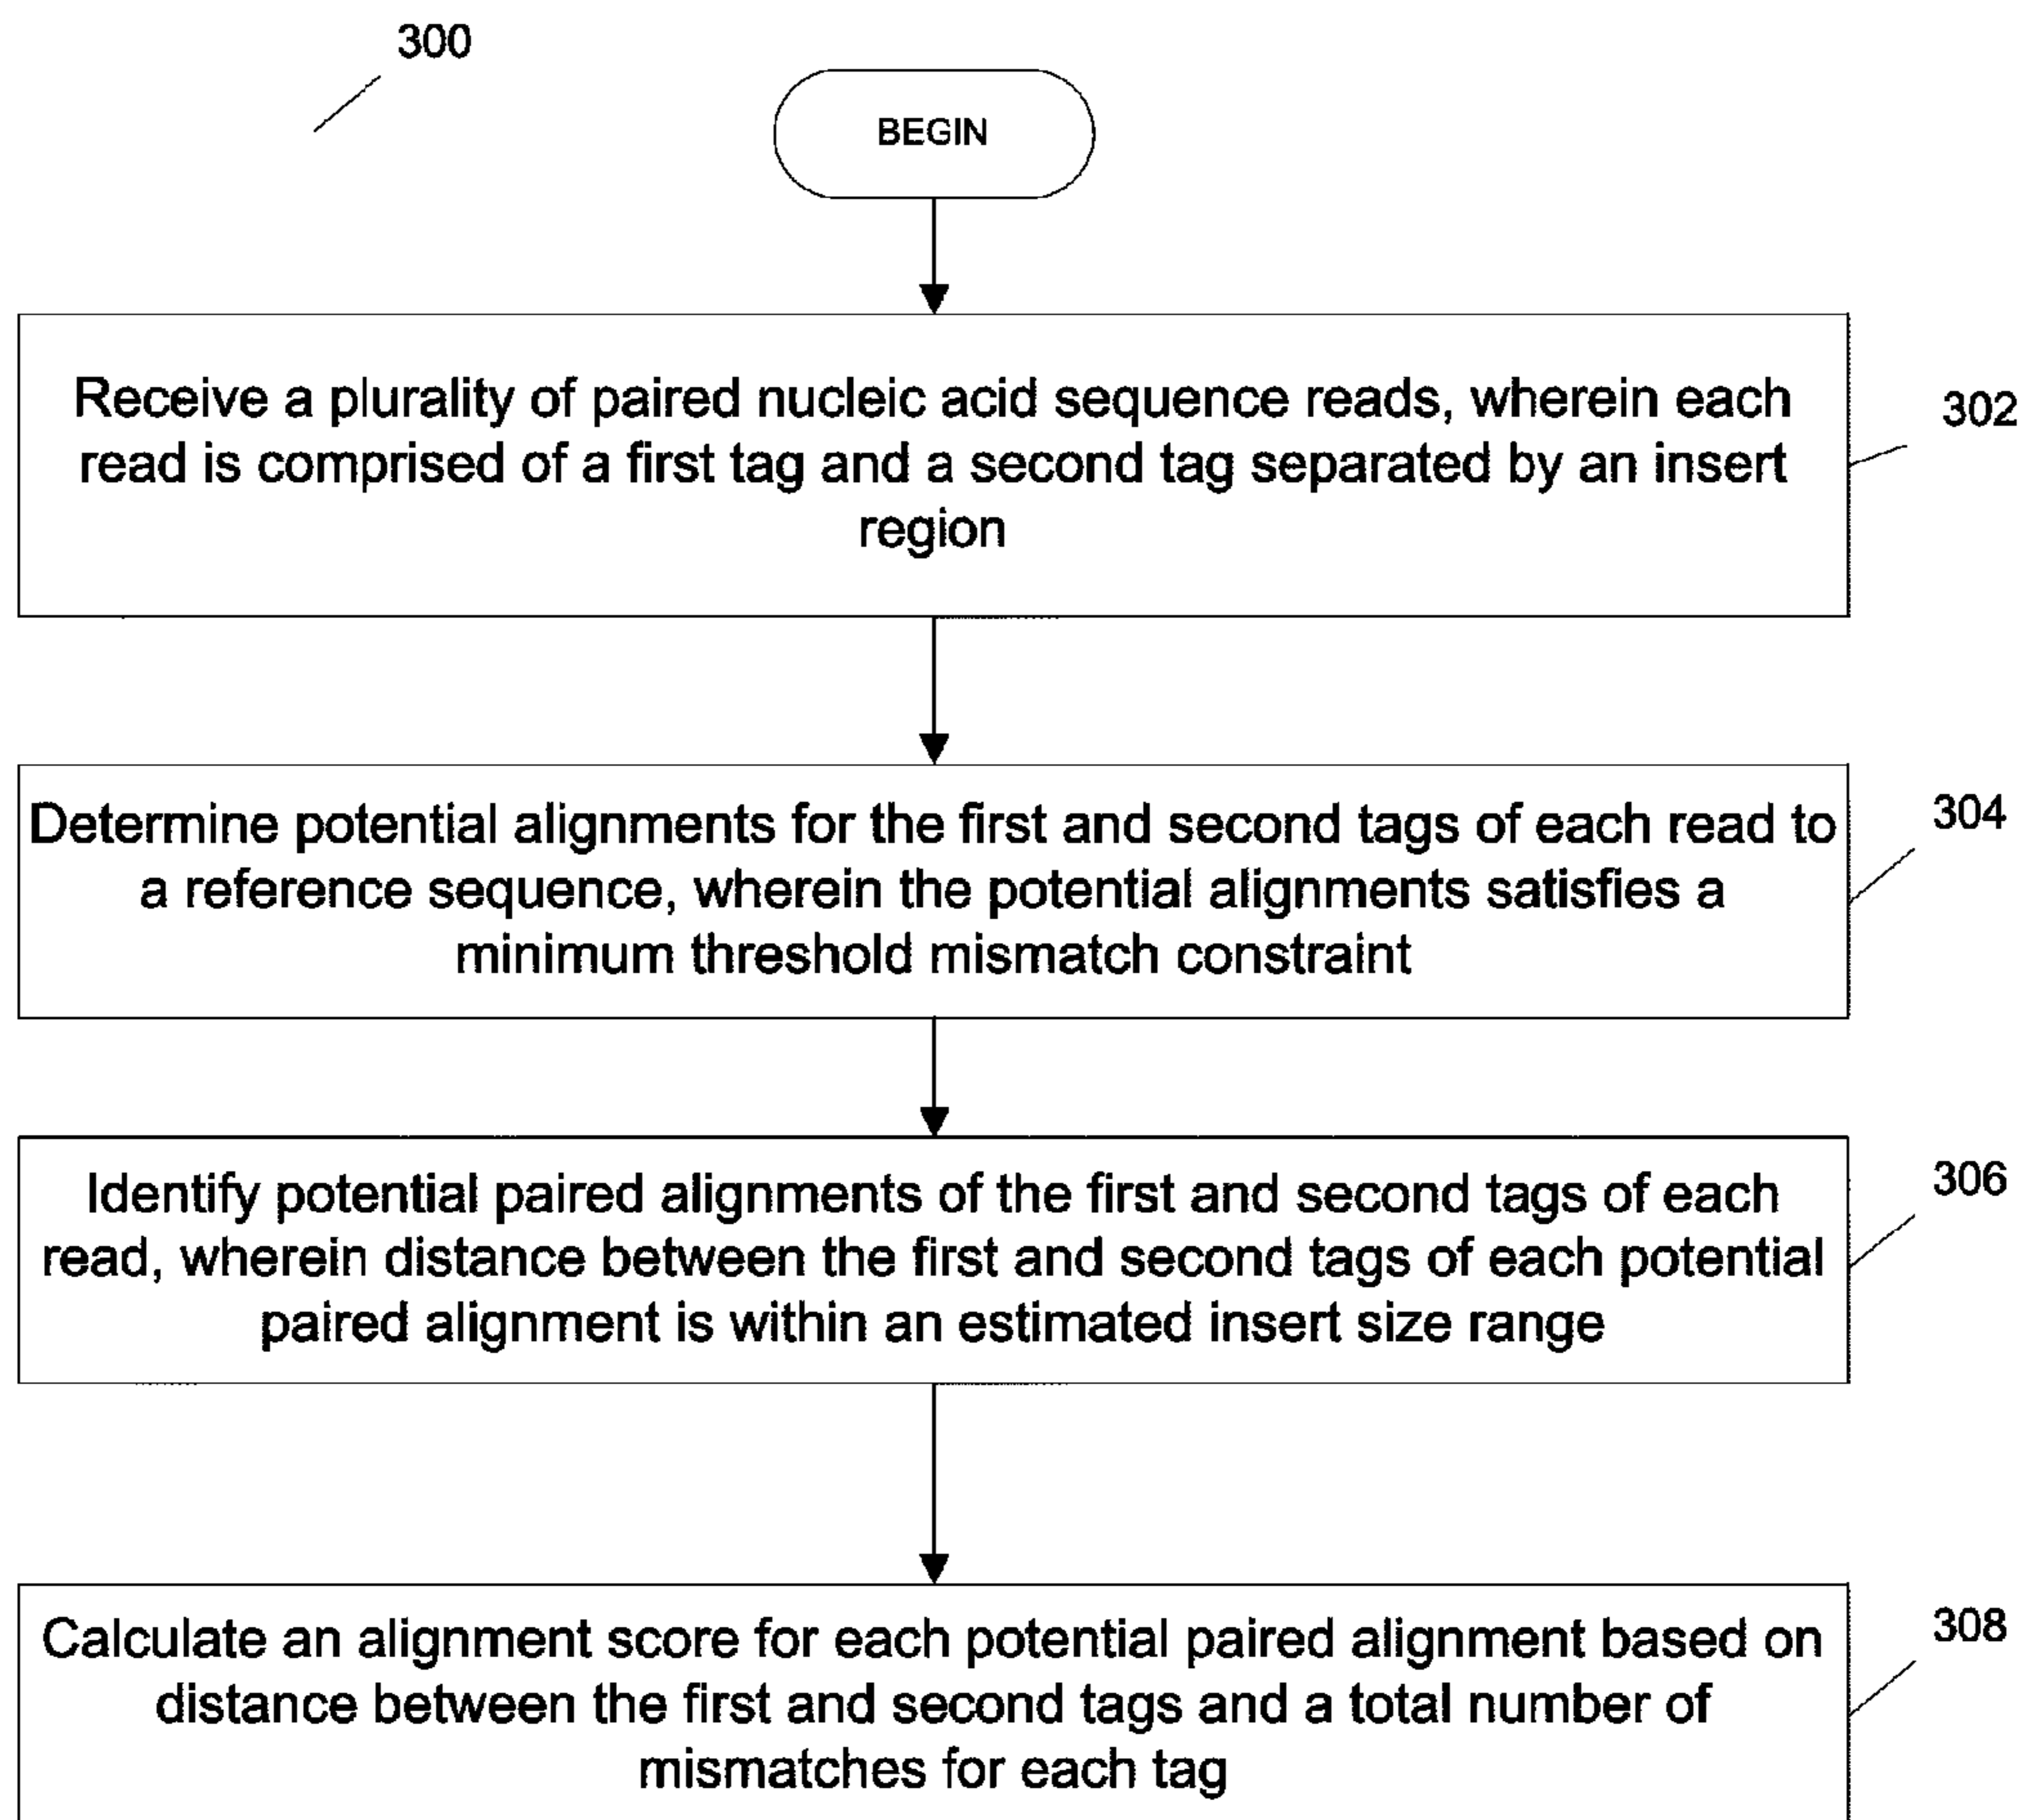 300
BEGIN
Receive a plurality of paired nucleic acid sequence reads, wherein each
read is comprised of a first tag and a second tag separated by an insert
region
302
Determine potential alignments for the first and second tags of each read to
a reference sequence, wherein the potential alignments satisfies a
minimum threshold mismatch constraint
304
Identify potential paired alignments of the first and second tags of each
read, wherein distance between the first and second tags of each potential
paired alignment is within an estimated insert size range
306
Calculate an alignment score for each potential paired alignment based on
distance between the first and second tags and a total number of
mismatches for each tag
308